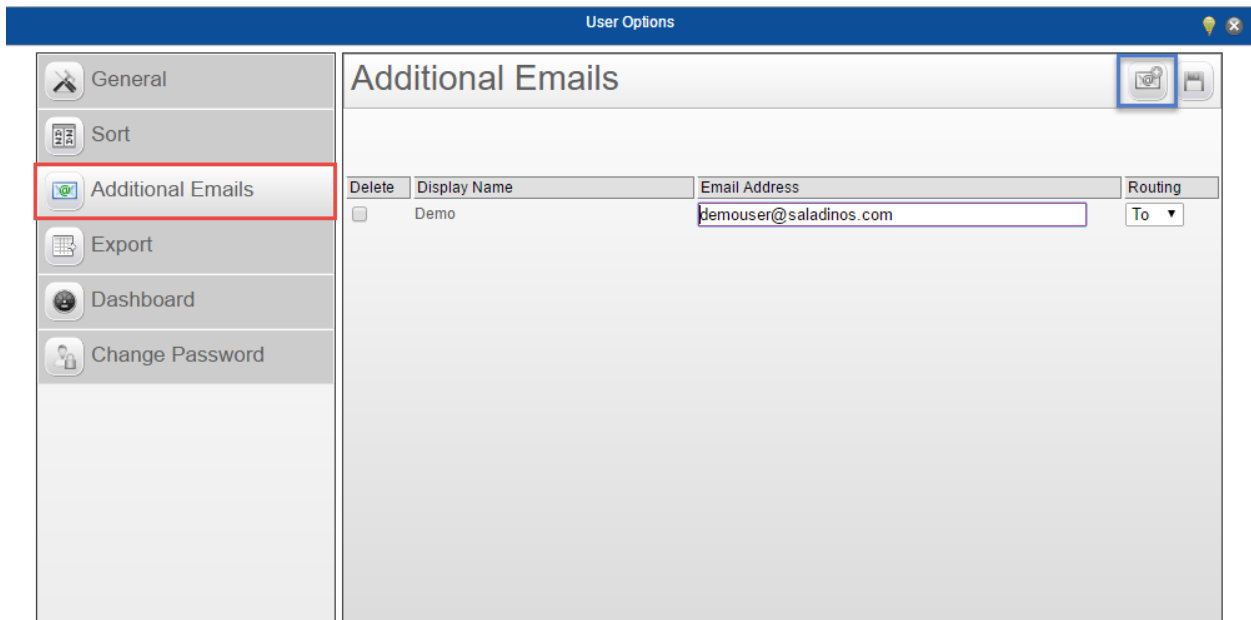 User Options
General
Sort
Additional Emails
Export
Dashboard
Change Password
Additional Emails
Delete Display Name Email Address Routing
Demo demouser@saladinos.com To